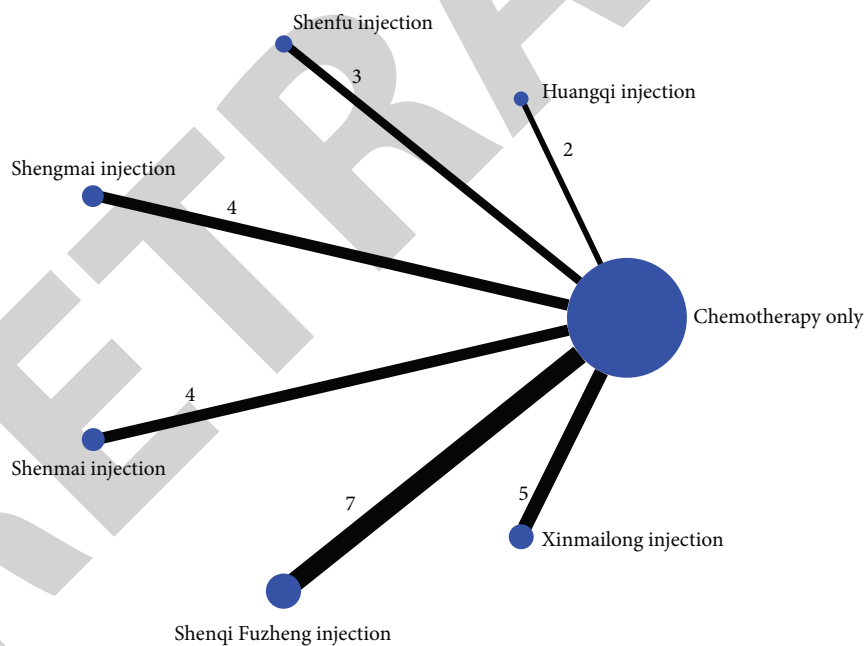 Shenfu injection
3
Huangqi injection
2
Shengmai injection
4
Chemotherapy only
4
Shenmai injection
7
5
Xinmailong injection
Shenqi Fuzheng injection